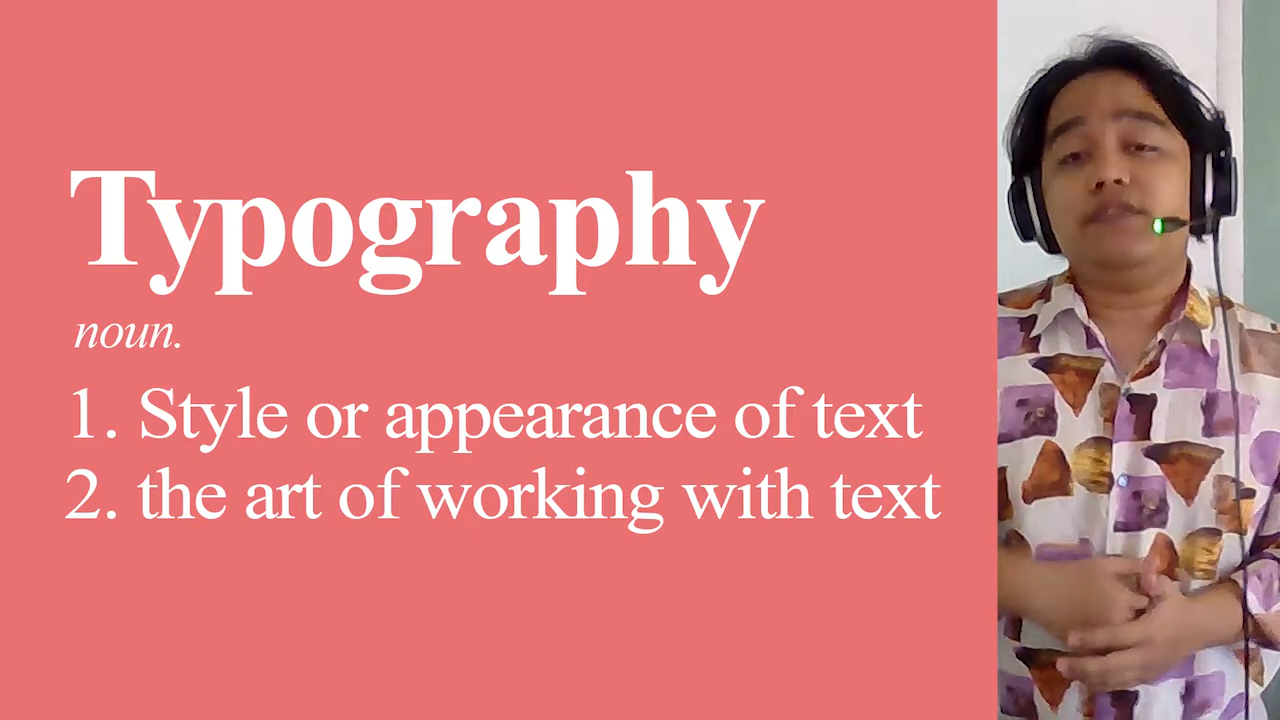 Typography
noun.
1. Style or appearance of text
2. the art of working with text